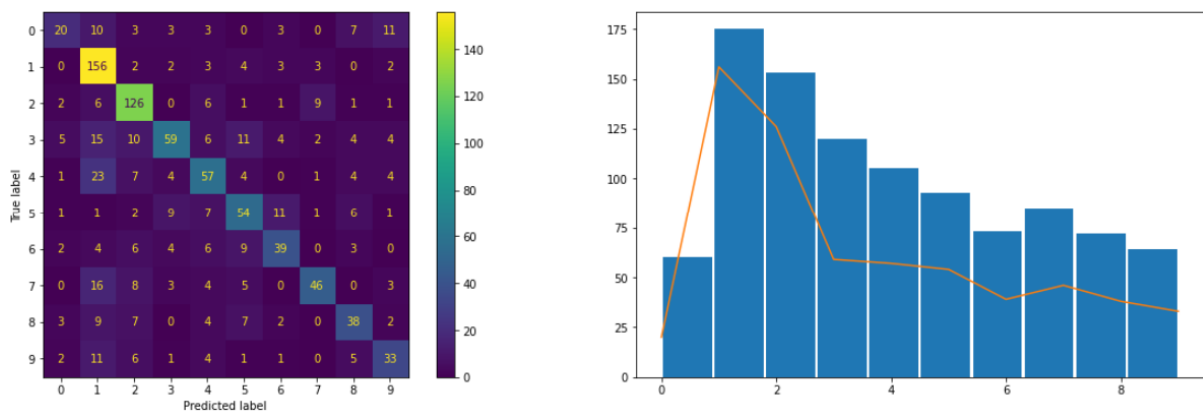 0 20 10 3 3 3 0 3 0 7 11
1 0 156 2 2 3 4 3 3 0 2
2 2 6 126 0 6 1 1 9 1 1
3 5 15 10 59 6 11 4 2 4 4
4 1 23 7 4 57 4 0 1 4 4
5 1 1 2 9 7 54 11 1 6 1
6 2 4 6 4 6 9 39 0 3 0
7 0 16 8 3 4 5 0 46 0 3
8 3 9 7 0 4 7 2 0 38 2
9 2 11 6 1 4 1 1 0 5 33
0 1 2 3 4 5 6 7 8 9
Predicted label
True label
140
120
100
80
60
40
20
0
175
150
125
100
75
50
25
0
0 2 4 6 8